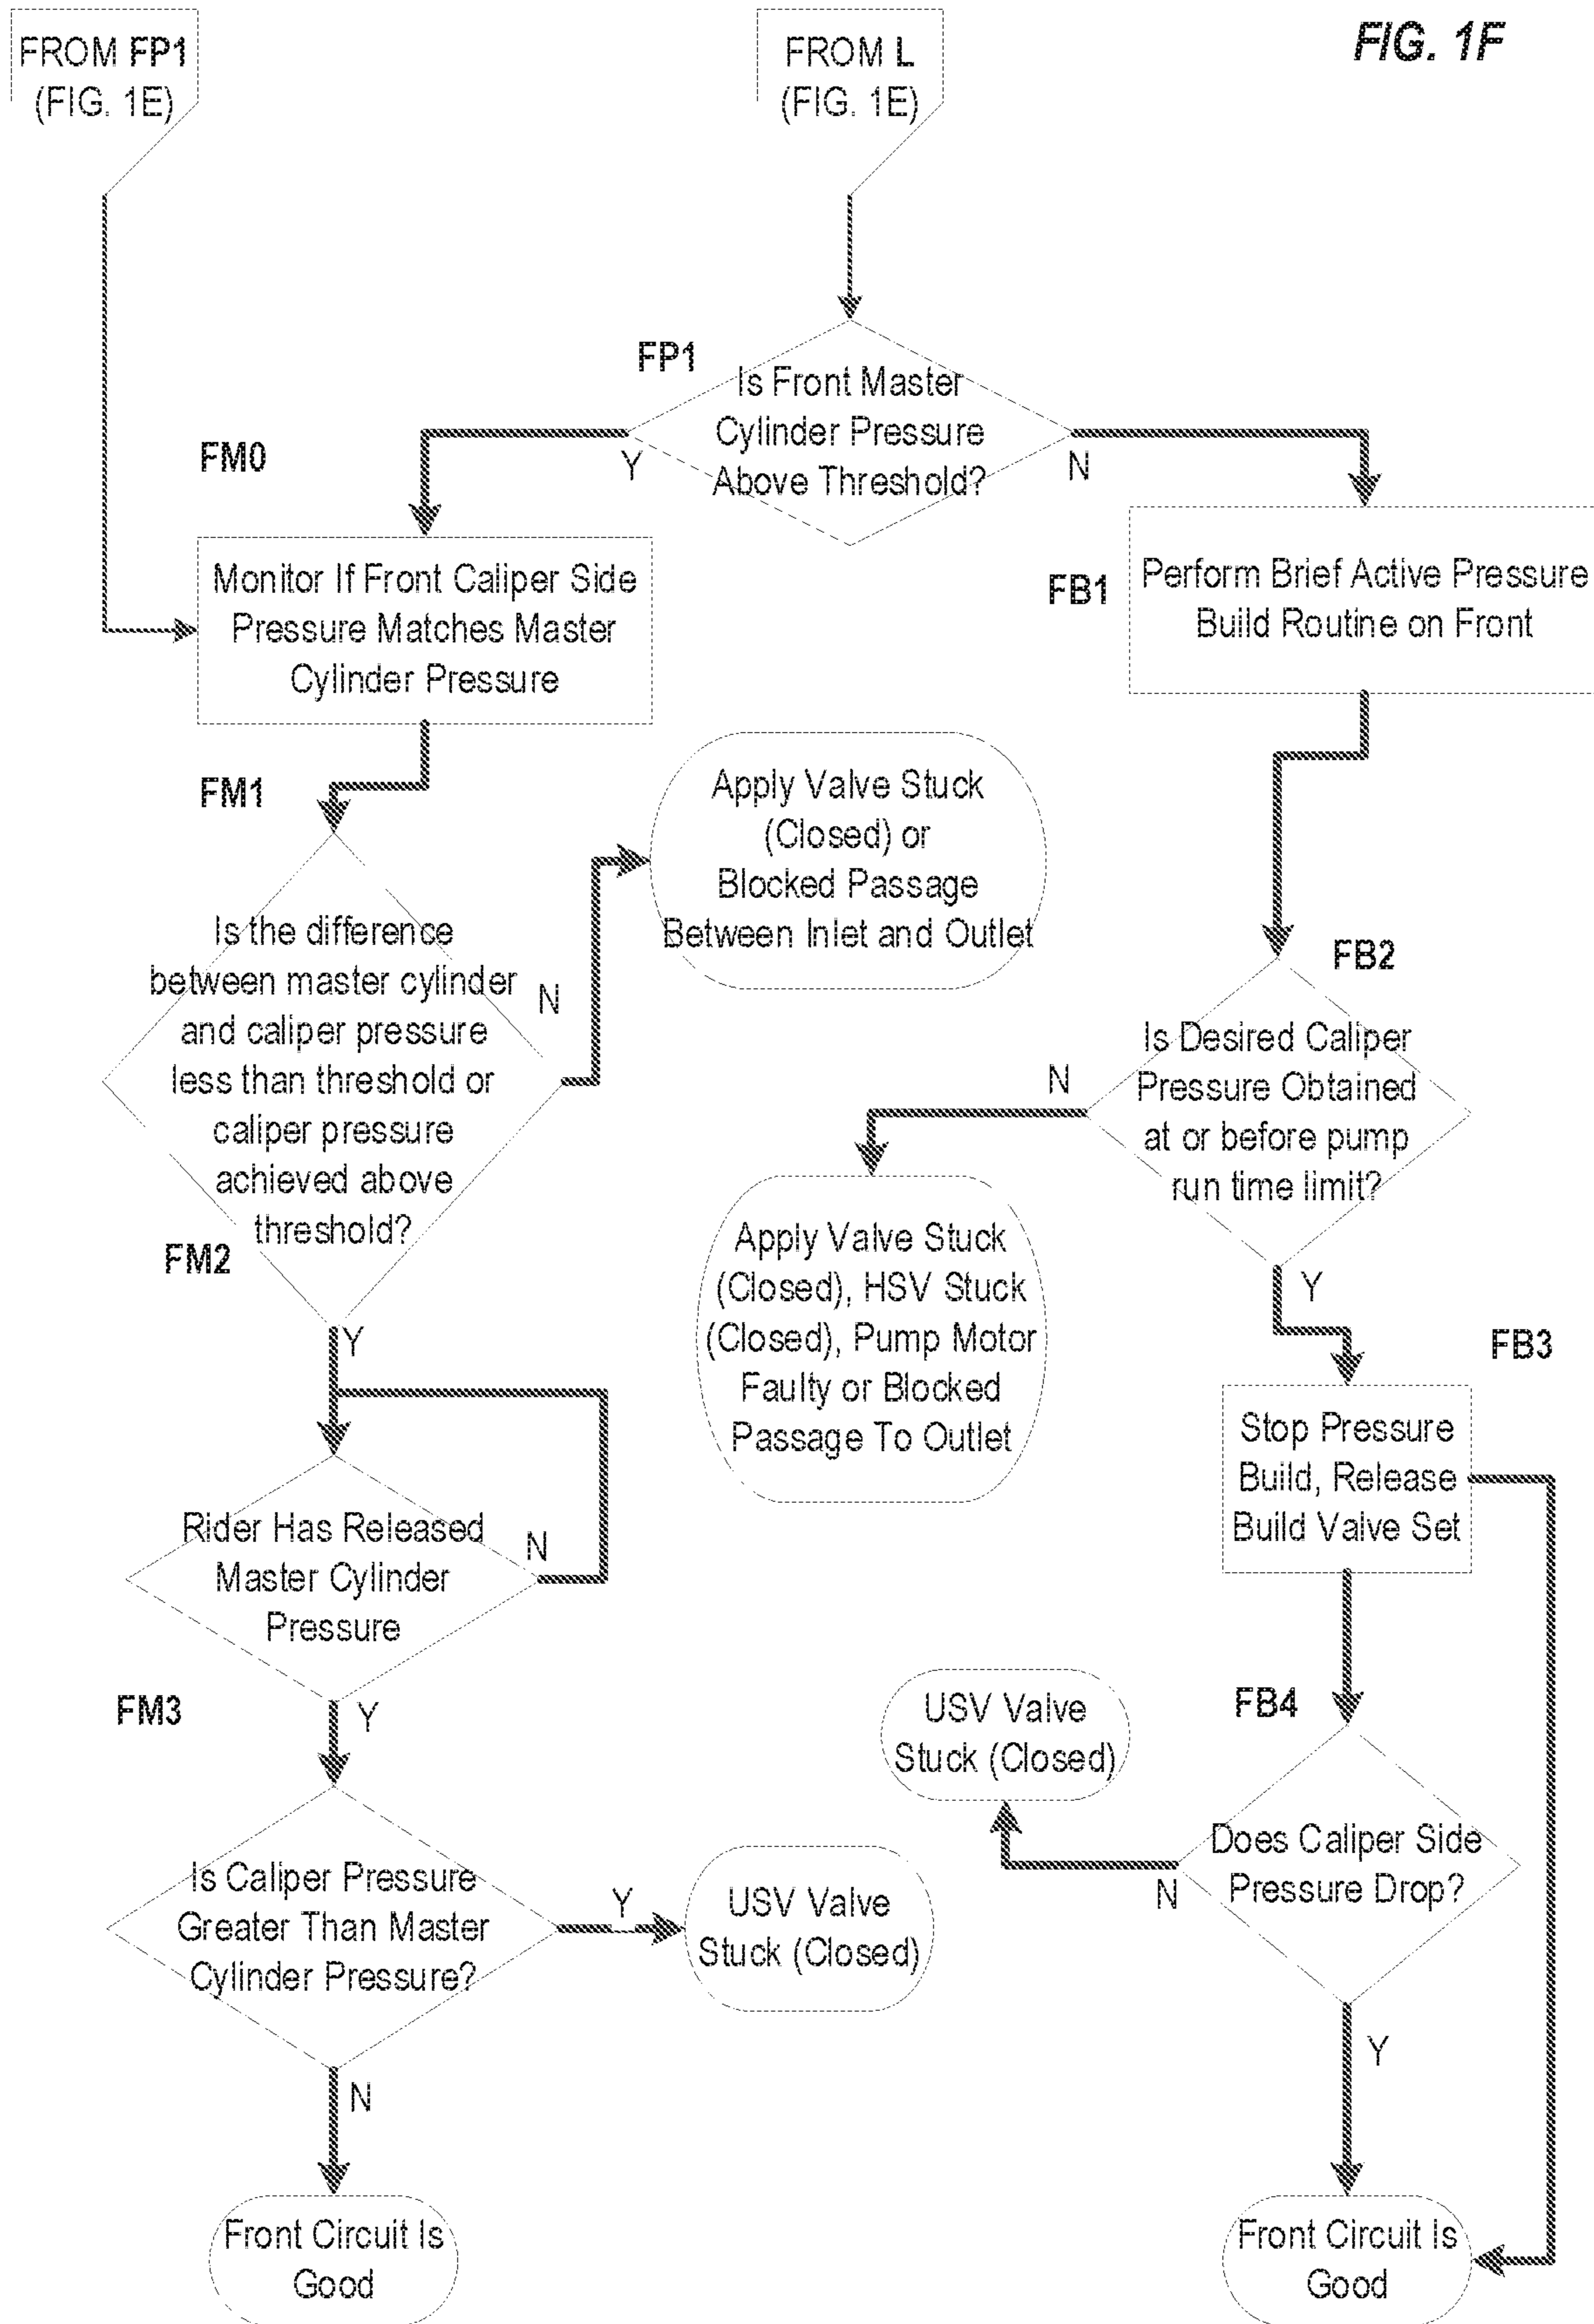 FIG. 1F
FROM FP1
(FIG. 1E)
FROM L
(FIG. 1E)
FP1
Is Front Master
Cylinder Pressure
Above Threshold?
Y
N
FM0
Monitor If Front Caliper Side
Pressure Matches Master
Cylinder Pressure
FB1
Perform Brief Active Pressure
Build Routine on Front
FM1
Is the difference
between master cylinder
and caliper pressure
less than threshold or
caliper pressure
achieved above
threshold?
N
Apply Valve Stuck
(Closed) or
Blocked Passage
Between Inlet and Outlet
FB2
Is Desired Caliper
Pressure Obtained
at or before pump
run time limit?
N
Apply Valve Stuck
(Closed), HSV Stuck
(Closed), Pump Motor
Faulty or Blocked
Passage To Outlet
Y
FM2
Y
Rider Has Released
Master Cylinder
Pressure
N
FB3
Stop Pressure
Build, Release
Build Valve Set
FM3
Y
Is Caliper Pressure
Greater Than Master
Cylinder Pressure?
Y
USV Valve
Stuck (Closed)
FB4
Does Caliper Side
Pressure Drop?
N
USV Valve
Stuck (Closed)
Y
N
Front Circuit Is
Good
Front Circuit Is
Good